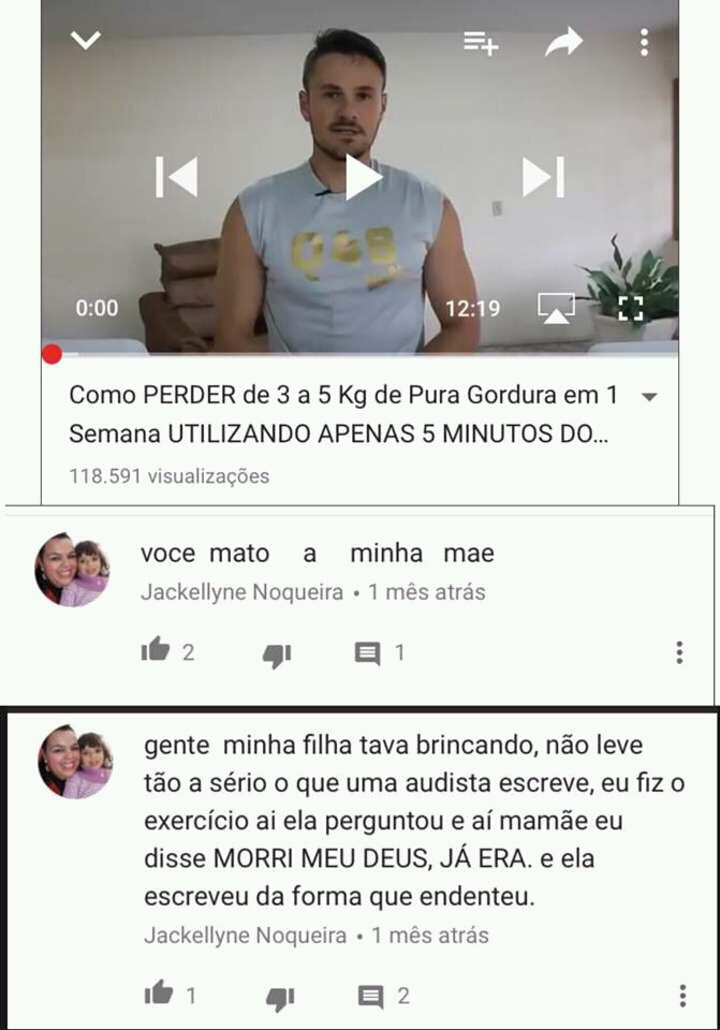 Q&B
0:00
12:19
Como PERDER de 3 a 5 Kg de Pura Gordura em 1
Semana UTILIZANDO APENAS 5 MINUTOS DO...
118.591 visualizações
voce mato a minha mae
Jackellyne Noqueira • 1 mês atrás
2
1
gente minha filha tava brincando, não leve
tão a sério o que uma audista escreve, eu fiz o
exercício ai ela perguntou e aí mamãe eu
disse MORRI MEU DEUS, JÁ ERA. e ela
escreveu da forma que endenteu.
Jackellyne Noqueira • 1 mês atrás
1
2